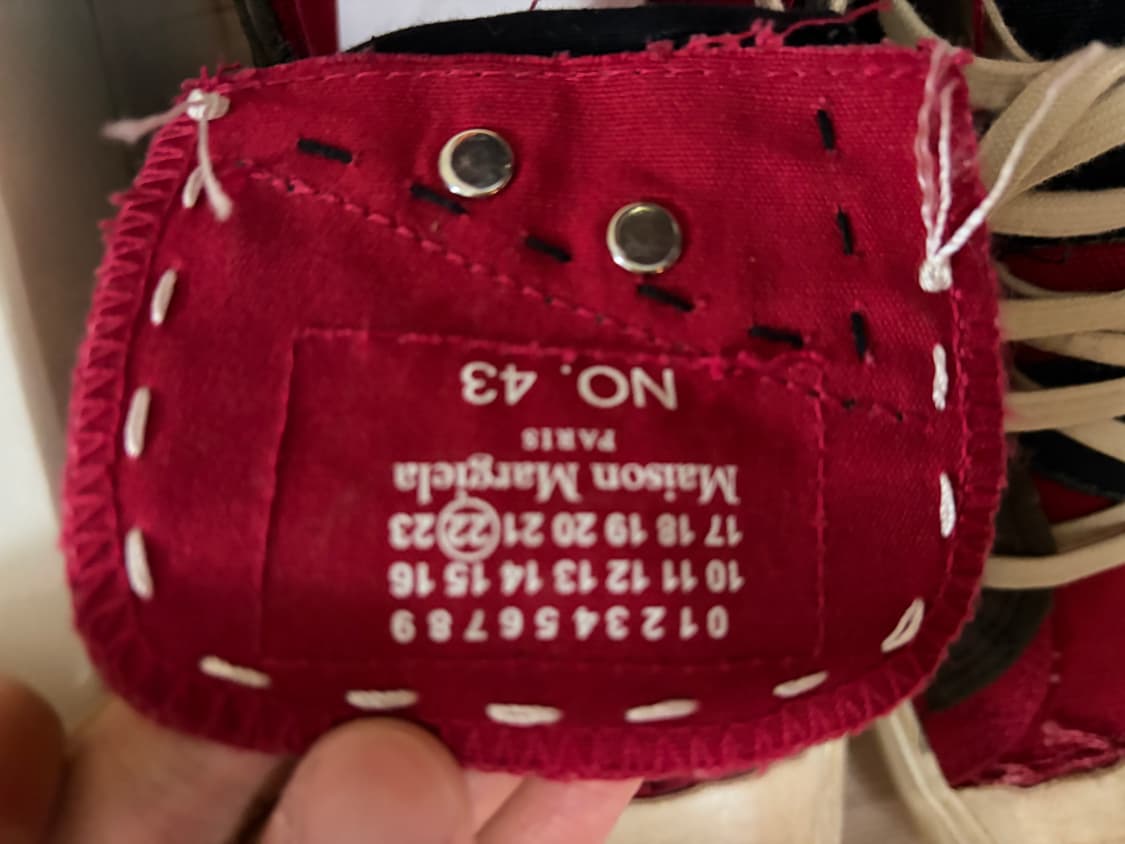 0 1 2 3 4 5 6 7 8 9
10 11 12 13 14 15 16
17 18 19 20 21 22 23
Maison Margiela
PARIS
NO. 43